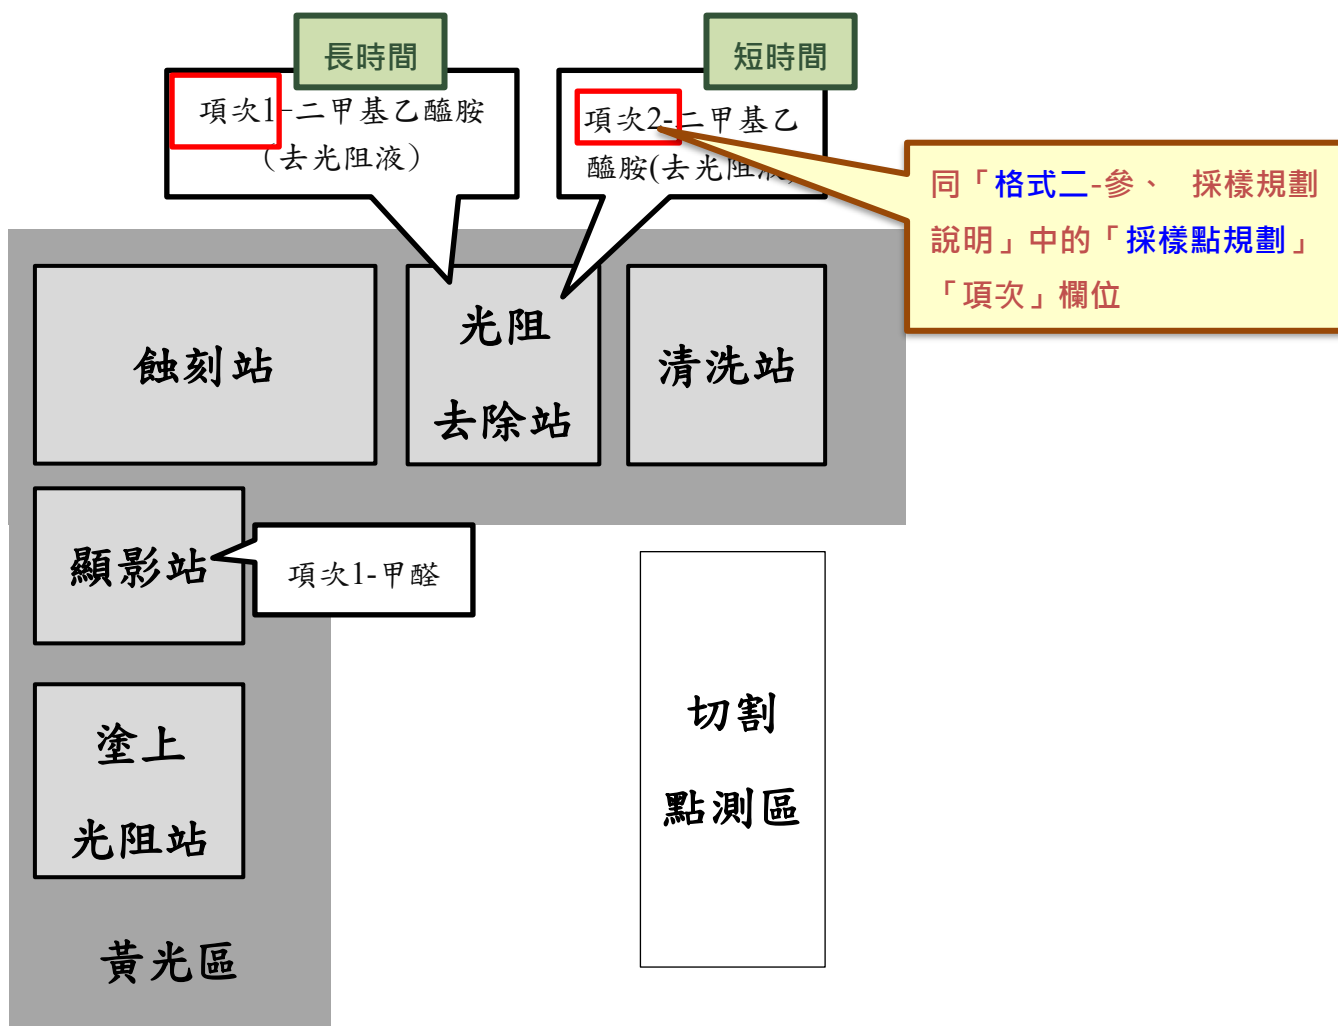 長時間
項次1-二甲基乙醯胺
（去光阻液）
短時間
項次2-二甲基乙
醯胺(去光阻液)
同「格式二-參、 採樣規劃
說明」中的「採樣點規劃」
「項次」欄位
蝕刻站
光阻
去除站
清洗站
顯影站
項次1-甲醛
塗上
光阻站
黃光區
切割
點測區